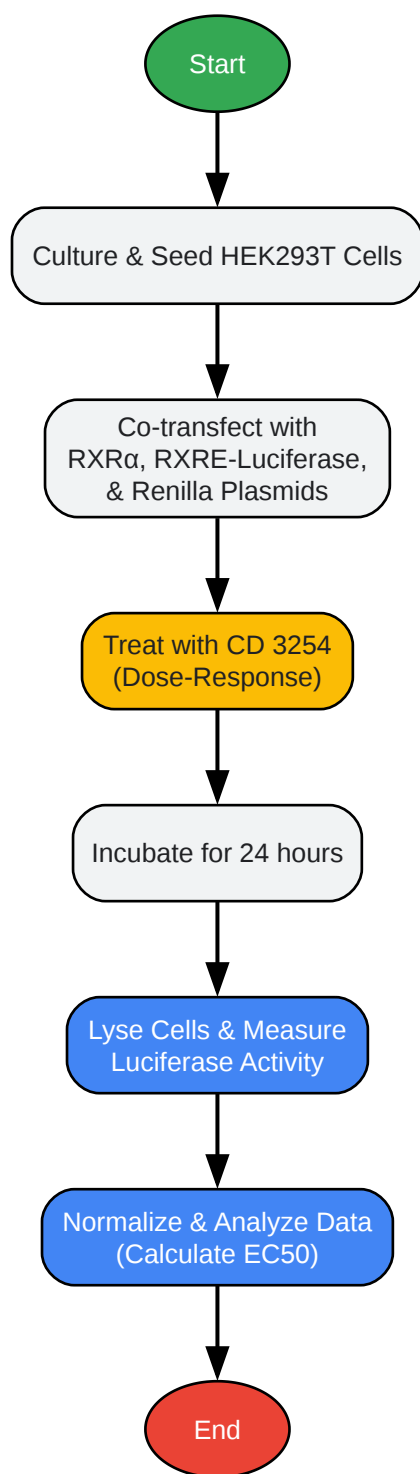 Start
Culture & Seed HEK293T Cells
Co-transfect with
RXRα, RXRE-Luciferase,
& Renilla Plasmids
Treat with CD 3254
(Dose-Response)
Incubate for 24 hours
Lyse Cells & Measure
Luciferase Activity
Normalize & Analyze Data
(Calculate EC50)
End